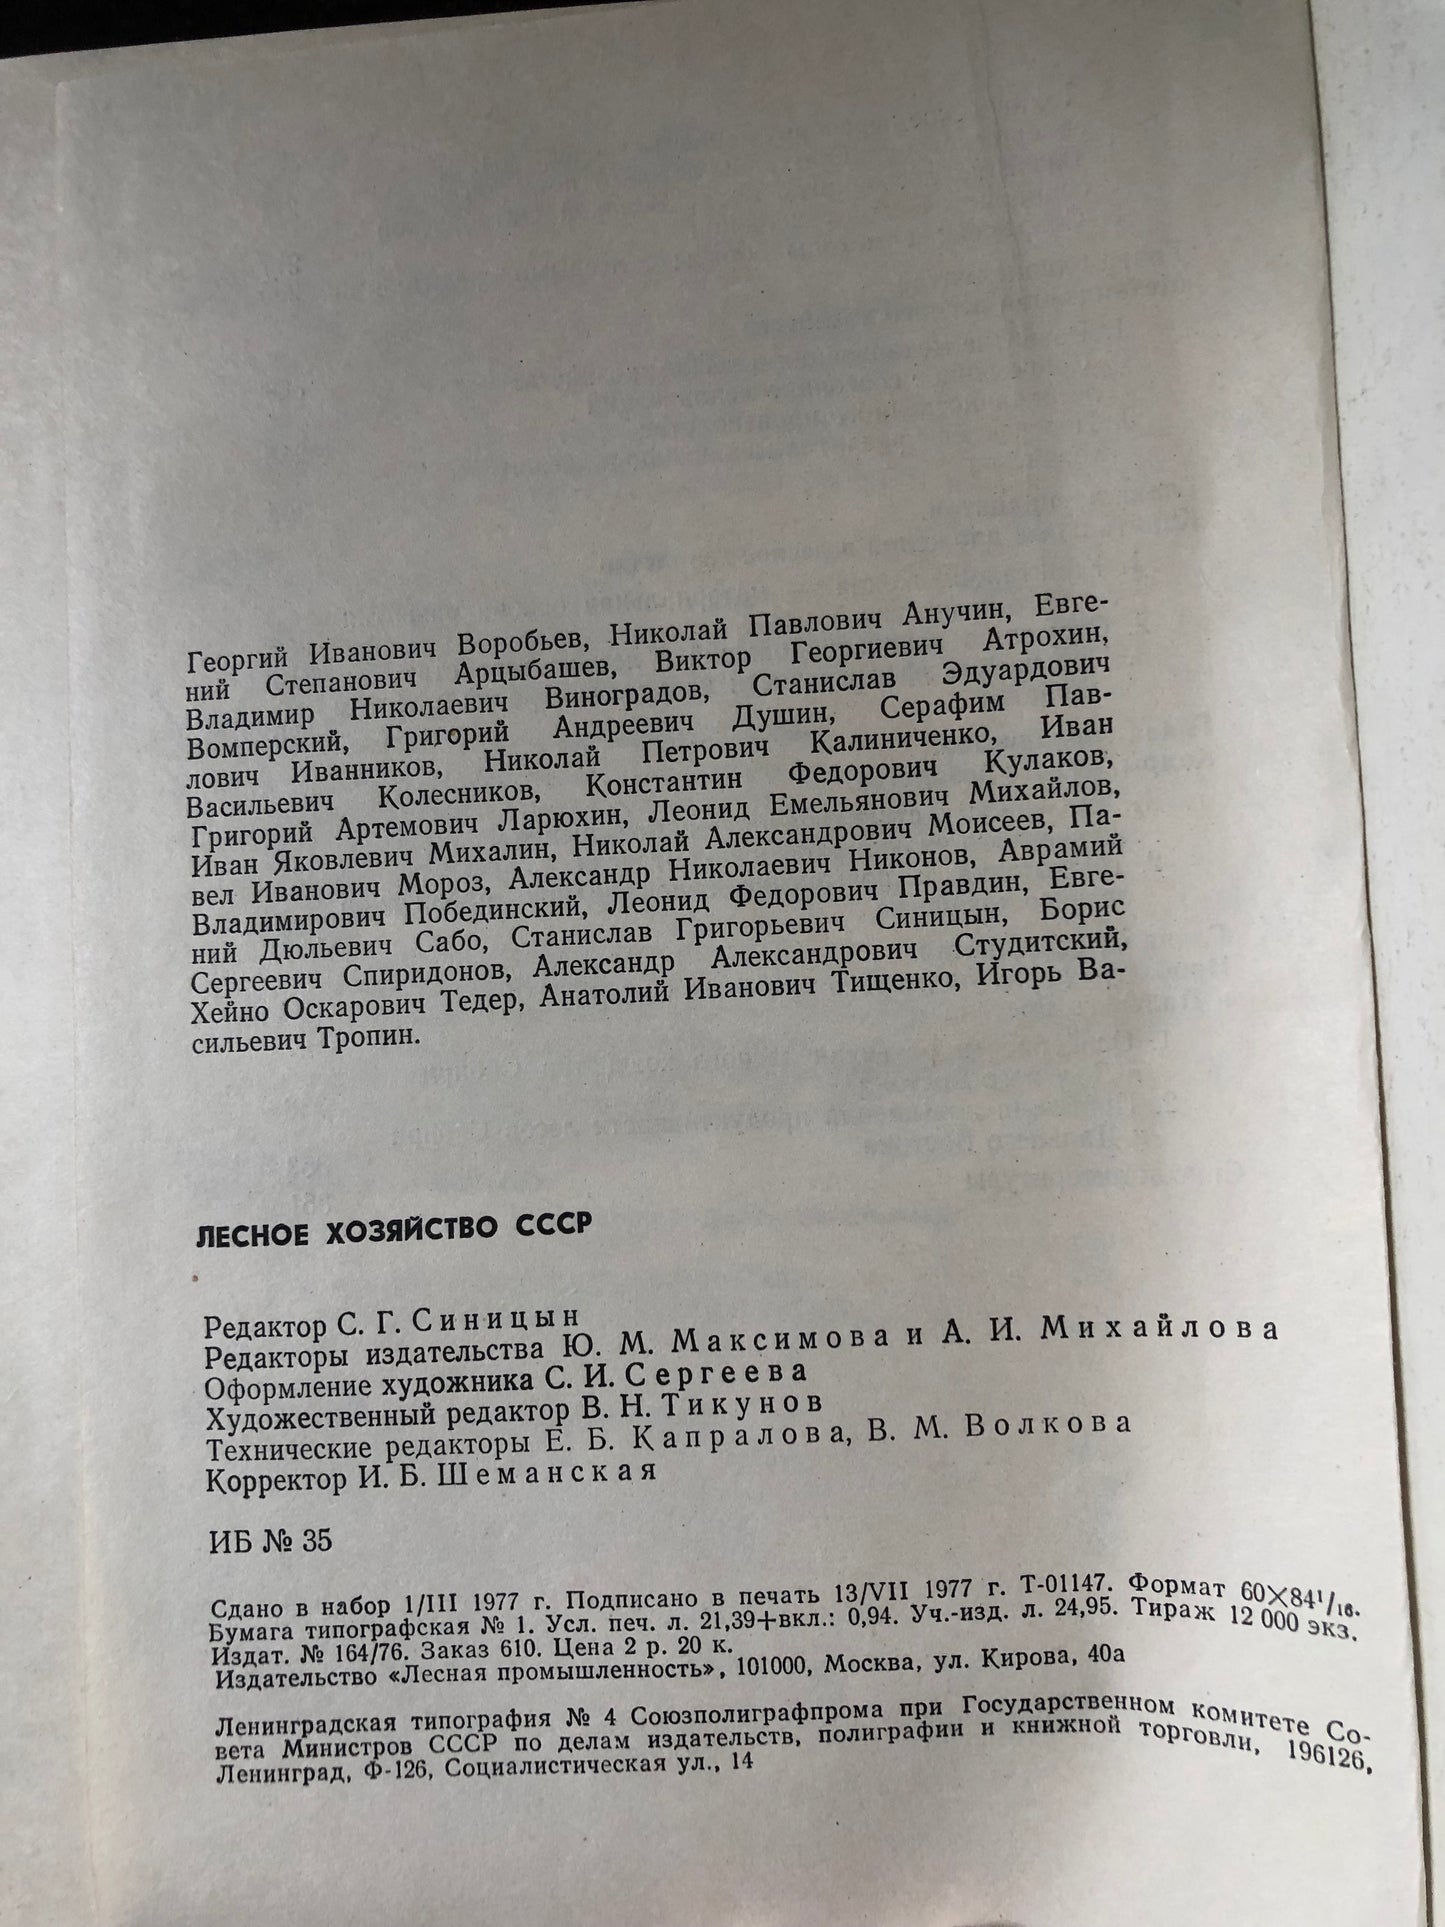 Георгий Иванович Воробьев, Николай Павлович Анучин, Евге-
ний Степанович Арцыбашев, Виктор Георгиевич Атрохин,
Владимир Николаевич Виноградов, Станислав Эдуардович
Вомперский, Григорий Андреевич Душин, Серафим Пав-
лович Иванников, Николай Петрович Калиниченко, Иван
Васильевич Колесников, Константин Федорович Кулаков,
Григорий Артемович Ларюхин, Леонид Емельянович Михайлов,
Иван Яковлевич Михалин, Николай Александрович Моисеев, Па-
вел Иванович Мороз, Александр Николаевич Никонов, Аврамий
Владимирович Побединский, Леонид Федорович Правдин, Евге-
ний Дюльевич Сабо, Станислав Григорьевич Синицын, Борис
Сергеевич Спиридонов, Александр Александрович Студитский,
Хейно Оскарович Тедер, Анатолий Иванович Тищенко, Игорь Ва-
сильевич Тропин.
ЛЕСНОЕ ХОЗЯЙСТВО СССР
Редактор С. Г. Синицын
Редакторы издательства Ю. М. Максимова и А. И. Михайлова
Оформление художника С. И. Сергеева
Художественный редактор В. Н. Тикунов
Технические редакторы Е. Б. Капралова, В. М. Волкова
Корректор И. Б. Шеманская
ИБ № 35
Сдано в набор 1/III 1977 г. Подписано в печать 13/VII 1977 г. Т-01147. Формат 60×84¹/₁₆.
Бумага типографская № 1. Усл. печ. л. 21,39+вкл.: 0,94. Уч.-изд. л. 24,95. Тираж 12 000 экз.
Издат. № 164/76. Заказ 610. Цена 2 р. 20 к.
Издательство «Лесная промышленность», 101000, Москва, ул. Кирова, 40а
Ленинградская типография № 4 Союзполиграфпрома при Государственном комитете Со-
вета Министров СССР по делам издательств, полиграфии и книжной торговли, 196126,
Ленинград, Ф-126, Социалистическая ул., 14